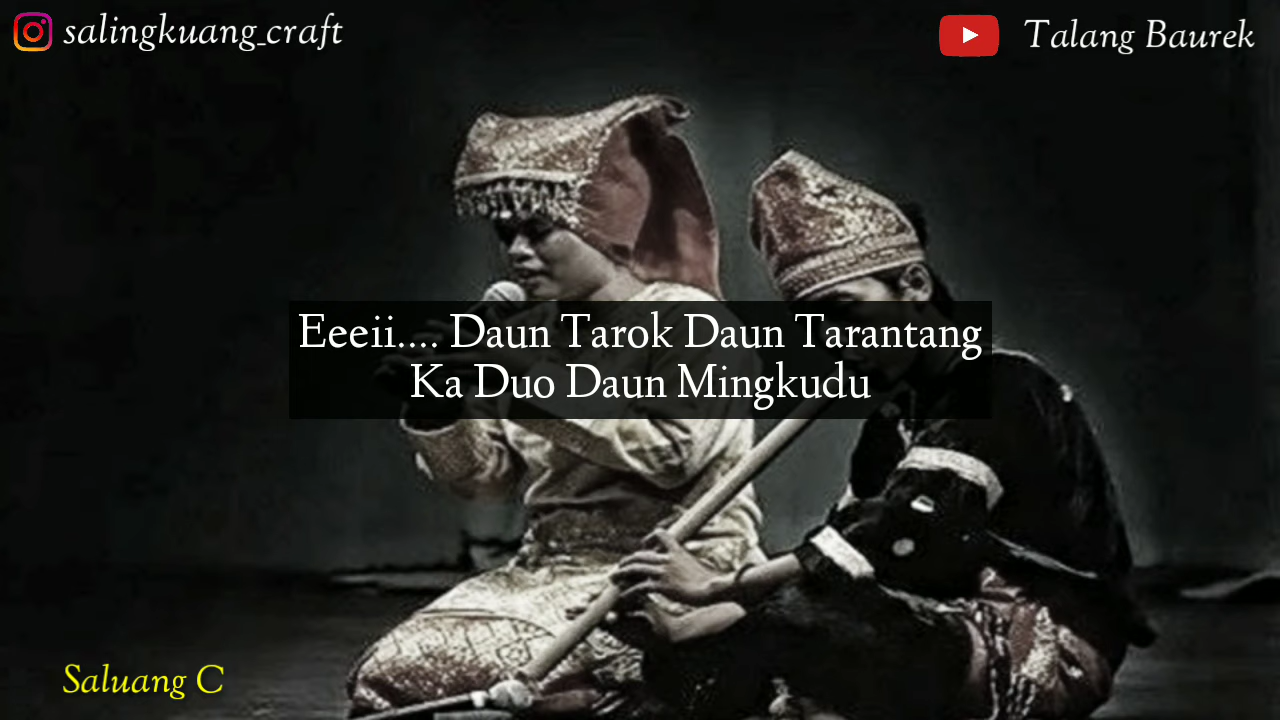 salingkuang_craft
Talang Baurek
Eeeii.... Daun Tarok Daun Tarantang
Ka Duo Daun Mingkudu
Saluang C